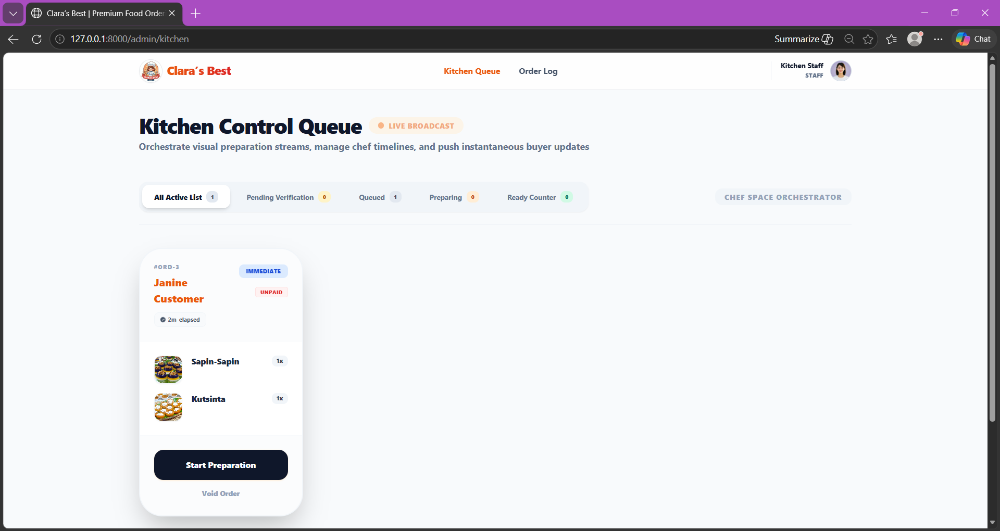 Clara's Best | Premium Food Order
127.0.0.1:8000/admin/kitchen
Summarize
Chat
Clara's Best
Kitchen Queue
Order Log
Kitchen Staff
STAFF
Kitchen Control Queue
LIVE BROADCAST
Orchestrate visual preparation streams, manage chef timelines, and push instantaneous buyer updates
All Active List 1
Pending Verification 0
Queued 1
Preparing 0
Ready Counter 0
CHEF SPACE ORCHESTRATOR
#ORD-3
IMMEDIATE
Janine
Customer
UNPAID
2m elapsed
Sapin-Sapin 1x
Kutsinta 1x
Start Preparation
Void Order